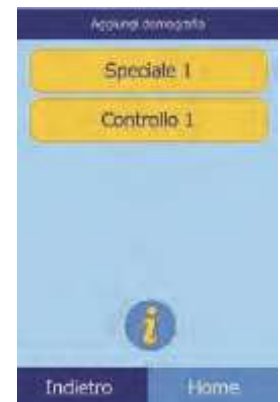 Aggiungi demografia
Speciale 1
Controllo 1
i
Indietro
Home